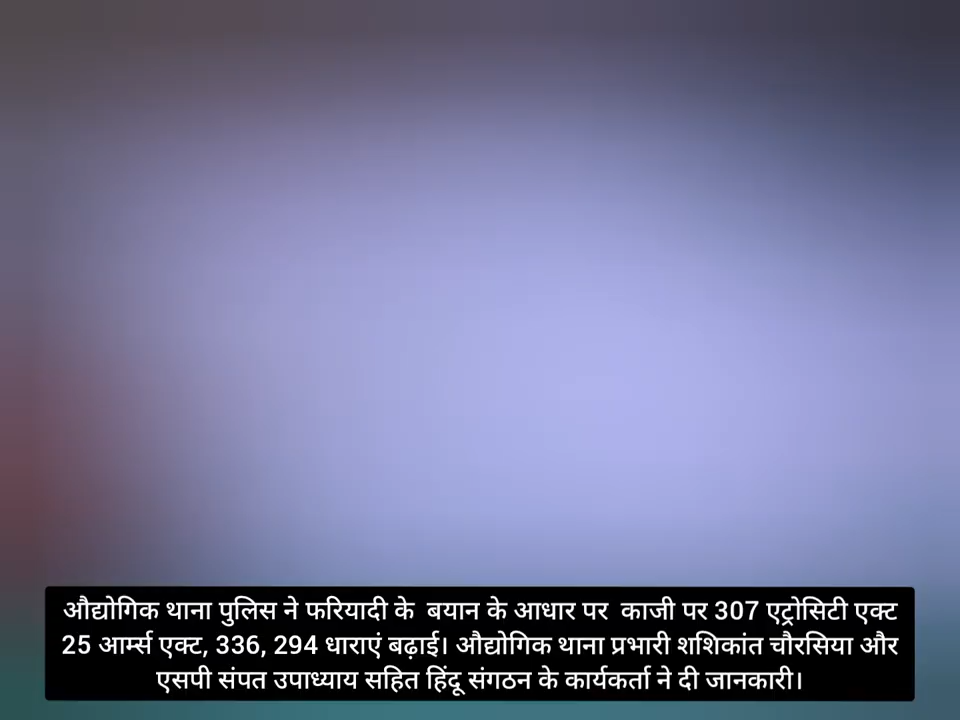 औद्योगिक थाना पुलिस ने फरियादी के बयान के आधार पर काजी पर 307 एट्रोसिटी एक्ट
25 आर्म्स एक्ट, 336, 294 धाराएं बढ़ाई। औद्योगिक थाना प्रभारी शशिकांत चौरसिया और
एसपी संपत उपाध्याय सहित हिंदू संगठन के कार्यकर्ता ने दी जानकारी।